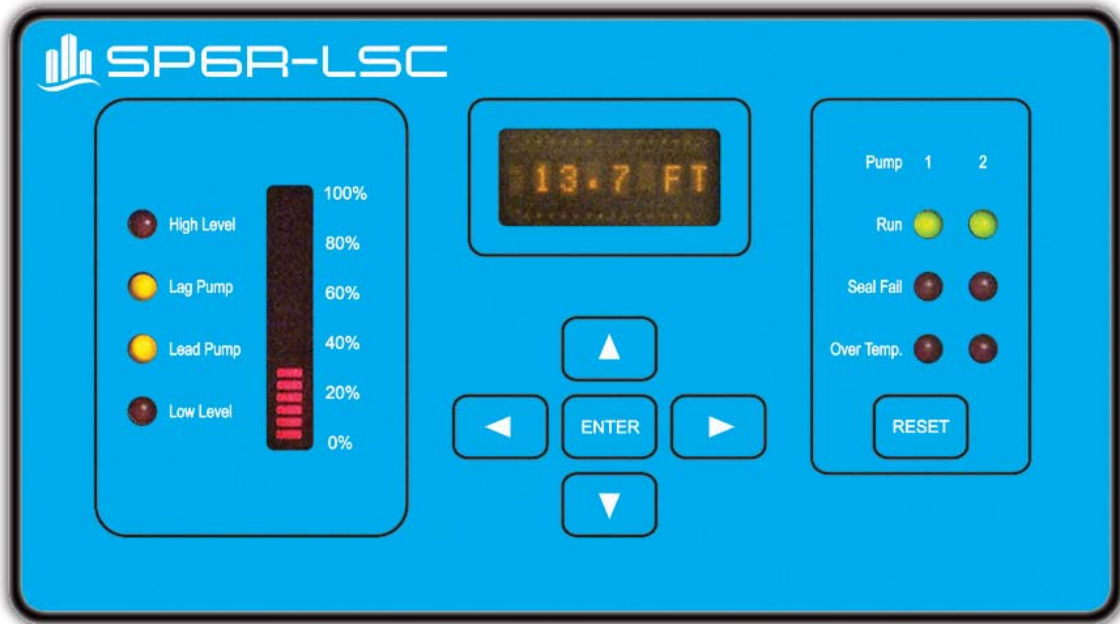 SP6R-LSC
High Level
Lag Pump
Lead Pump
Low Level
100%
80%
60%
40%
20%
0%
13.7 FT
ENTER
Pump 1 2
Run
Seal Fail
Over Temp.
RESET